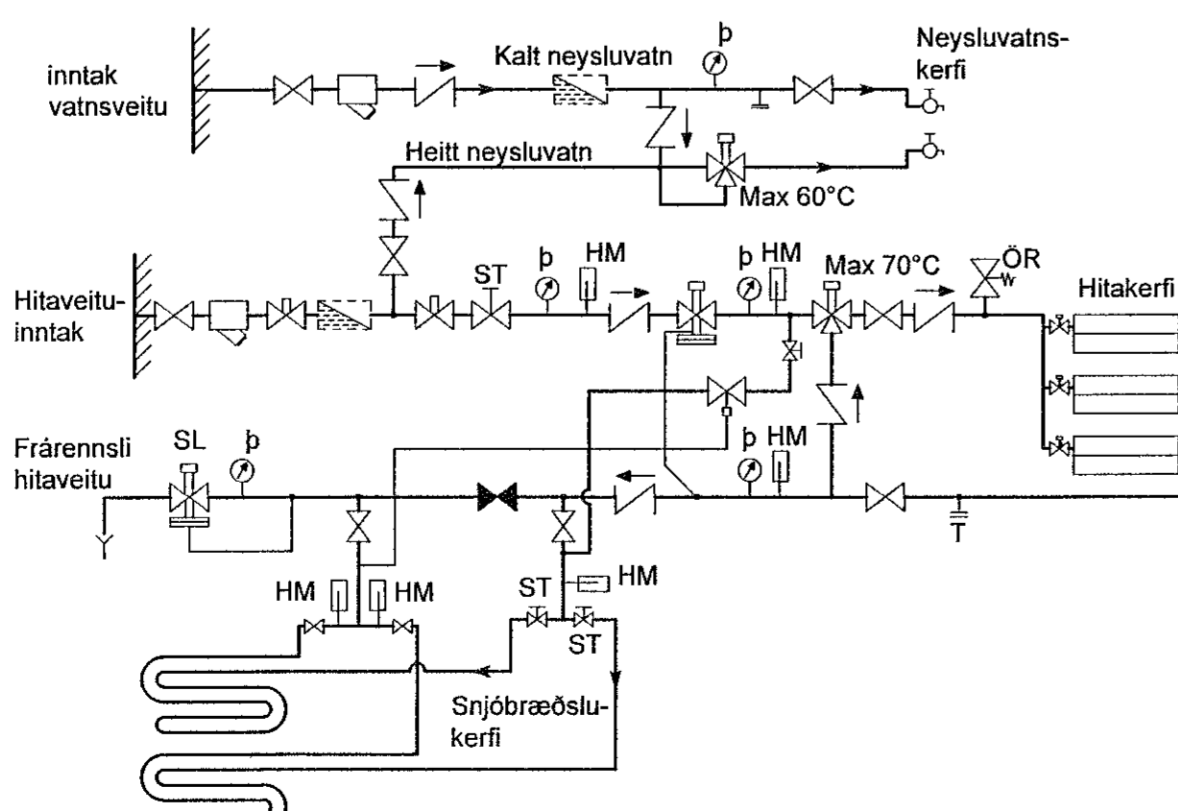 þ
Kalt neysluvatn
Neysluvatns-
kerfi
inntak
vatnsveitu
Heitt neysluvatn
Max 60°C
ST
þ
HM
þ
HM
Max 70°C
ÖR
Hitaveitu-
inntak
Hitakerfi
Frárennsli
hitaveitu
SL
þ
þ
HM
T
HM
HM
ST
HM
ST
Snjóbræðslu-
kerfi